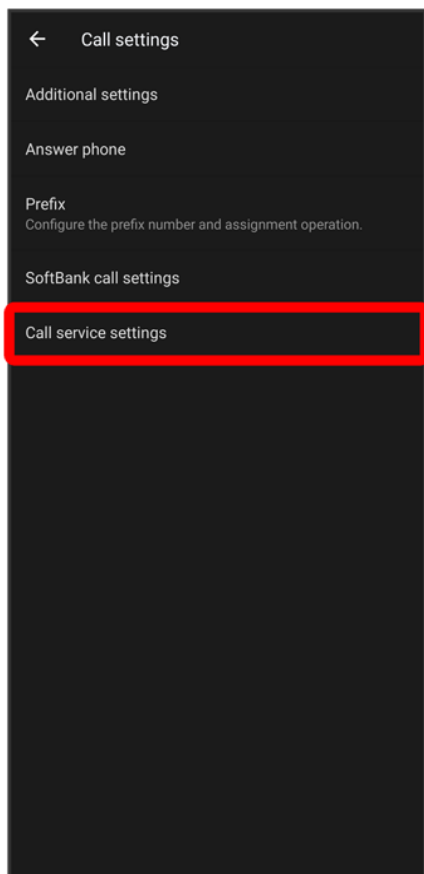 Call settings
Additional settings
Answer phone
Prefix
Configure the prefix number and assignment operation.
SoftBank call settings
Call service settings